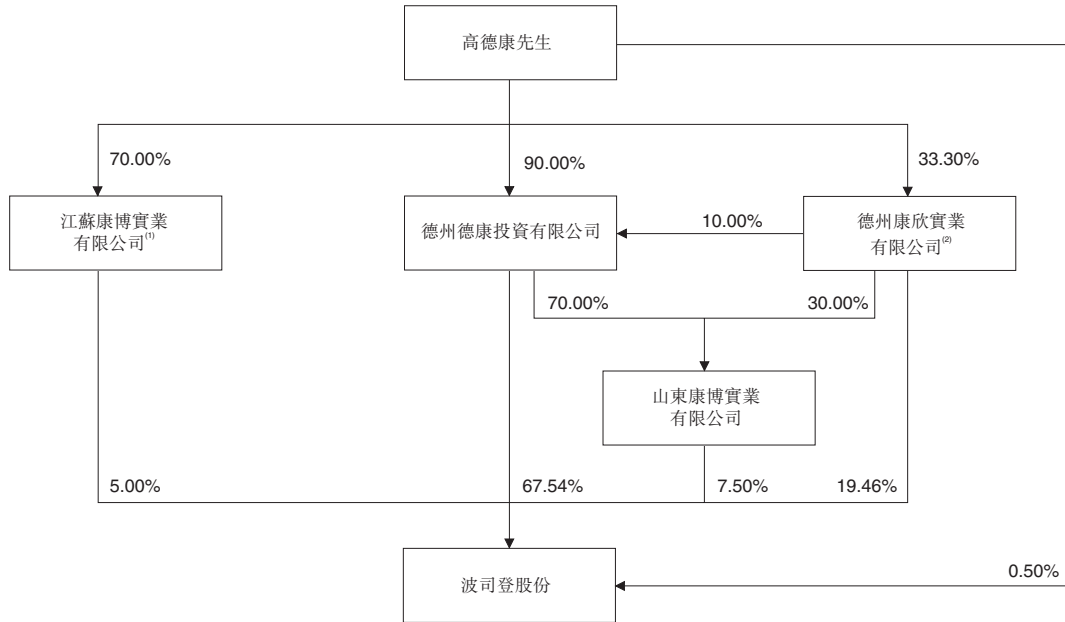 高德康先生
70.00%
90.00%
33.30%
江蘇康博實業
有限公司(1)
德州德康投資有限公司
10.00%
德州康欣實業
有限公司(2)
70.00%
30.00%
山東康博實業
有限公司
5.00%
67.54%
7.50%
19.46%
波司登股份
0.50%